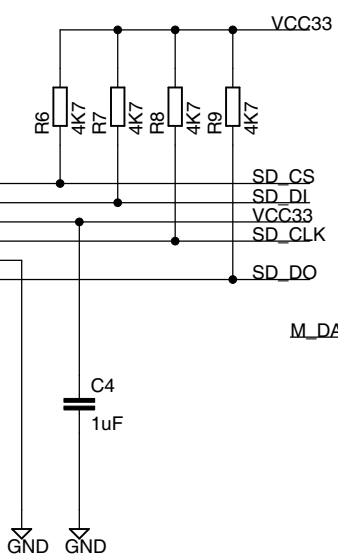 VCC33
R6
4K7
R7
4K7
R8
4K7
R9
4K7
SD_CS
SD_DI
VCC33
SD_CLK
SD_DO
M_DA
C4
1uF
GND
GND